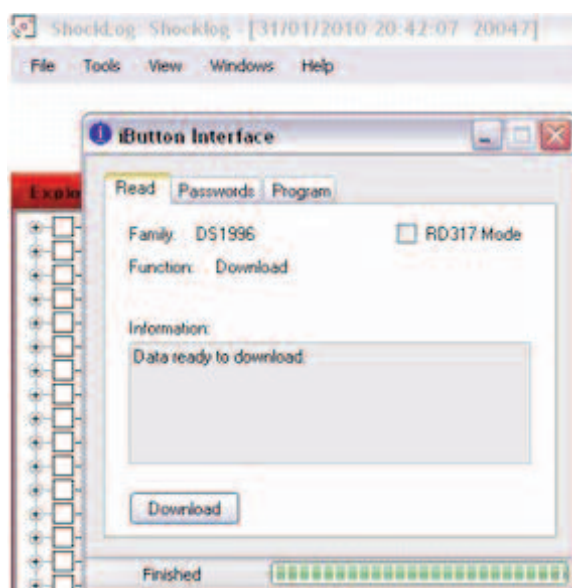 ShockLog Shocklog [31/01/2010 20:42:07 20047]
File Tools View Windows Help
iButton Interface
Explo
Read Passwords Program
Family: DS1996
RD317 Mode
Function: Download
Information:
Data ready to download
Download
Finished